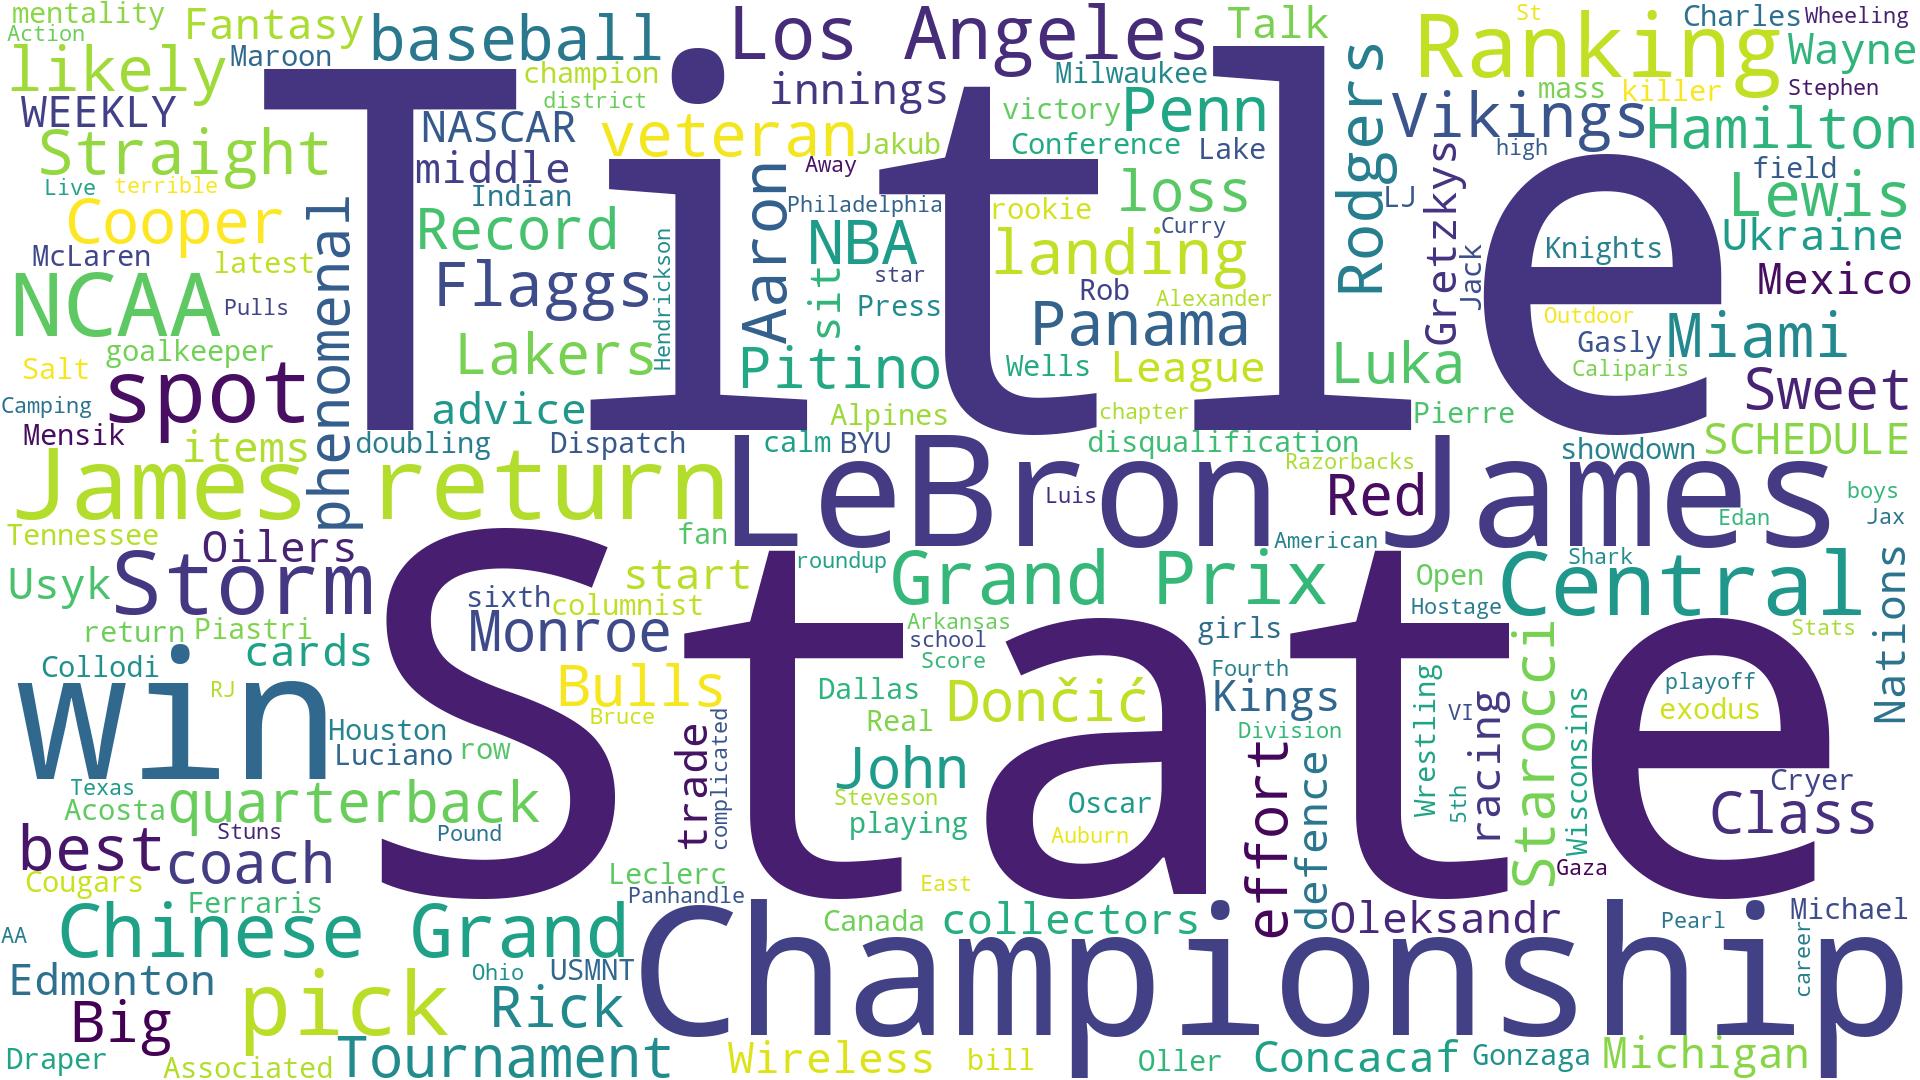 mentality
Action
Fantasy
Maroon
baseball
Los Angeles
Talk
St
Charles
Wheeling
Ranking
Wayne
likely
champion
district
innings
Milwaukee
mass
killer
Stephen
WEEKLY
NASCAR
veteran
victory
Penn
Rodgers
Vikings
Hamilton
Straight
middle
Jakub
Conference
Lake
high
field
Title
Live
terrible
Indian
Away
Aaron
Philadelphia
rookie
loss
LJ
Gretzkys
Lewis
Cooper
phenomenal
Record
NBA
Curry
landing
Knights
Ukraine
McLaren
latest
Flaggs
Hendrickson
sit
star
Press
Rob
Alexander
Jack
Mexico
NCAA
Pulls
Panama
Outdoor
Gasly
Miami
goalkeeper
Lakers
Pitino
Wells
League
Luka
Caliparis
Salt
spot
Sweet
Camping
advice
Alpines
chapter
Pierre
Mensik
items
doubling
Dispatch
calm
BYU
disqualification
showdown
SCHEDULE
James
return
LeBron James
Luis
Razorbacks
Red
boys
Edan
Jax
Tennessee
Oilers
fan
roundup
American
Shark
Usyk
Storm
start
Grand Prix
Open
Central
Nations
sixth
columnist
Hostage
return
Piastri
Monroe
Arkansas
school
Score
girls
Stats
Collodi
cards
State
Fourth
win
RJ
Bulls
Bruce
Dallas
Real
Dončić
Kings
Division
Wrestling
VI
racing
Starocci
Wisconsins
playoff
exodus
Houston
Luciano
row
trade
complicated
John
effort
defence
5th
Cryer
Texas
Acosta
quarterback
Steveson
playing
Oscar
Auburn
Class
Stuns
Pound
best
coach
Leclerc
Gaza
Cougars
Ferraris
Panhandle
East
AA
Chinese Grand
Canada
collectors
Oleksandr
Pearl
Michael
Championship
career
Edmonton
Ohio
USMNT
Big
pick
Rick
Draper
Associated
Tournament
Wireless
bill
Oller
Concacaf
Gonzaga
Michigan